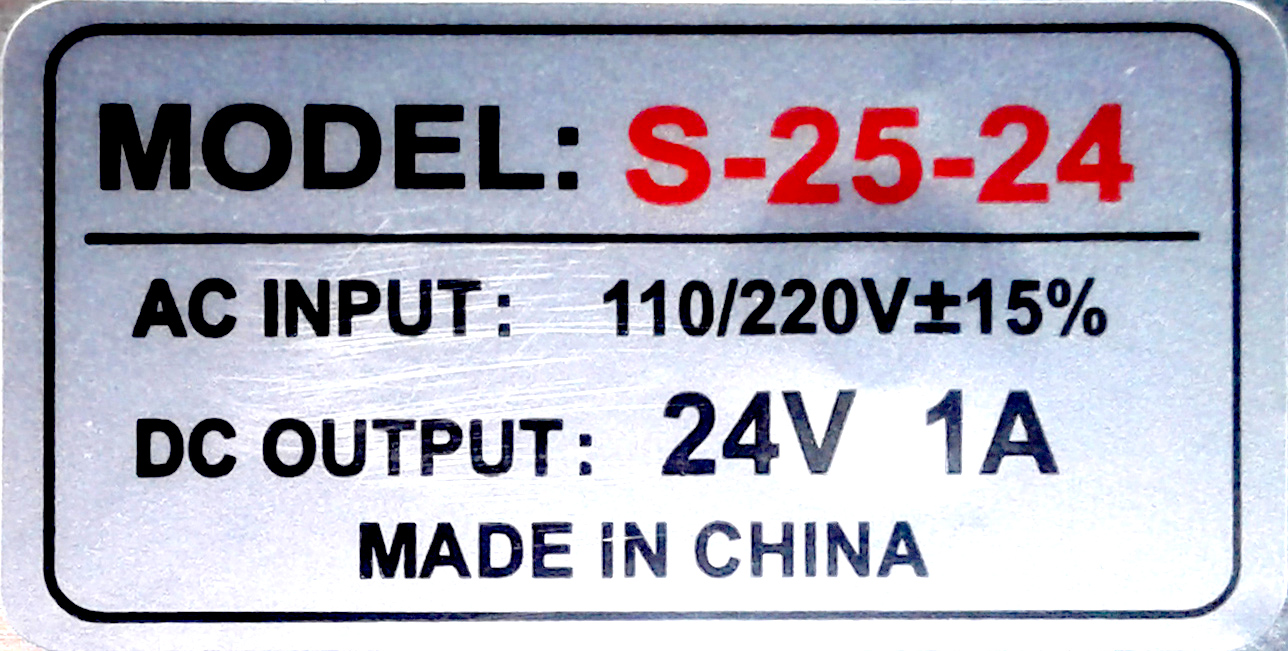 MODEL: S-25-24
AC INPUT: 110/220V±15%
DC OUTPUT: 24V 1A
MADE IN CHINA